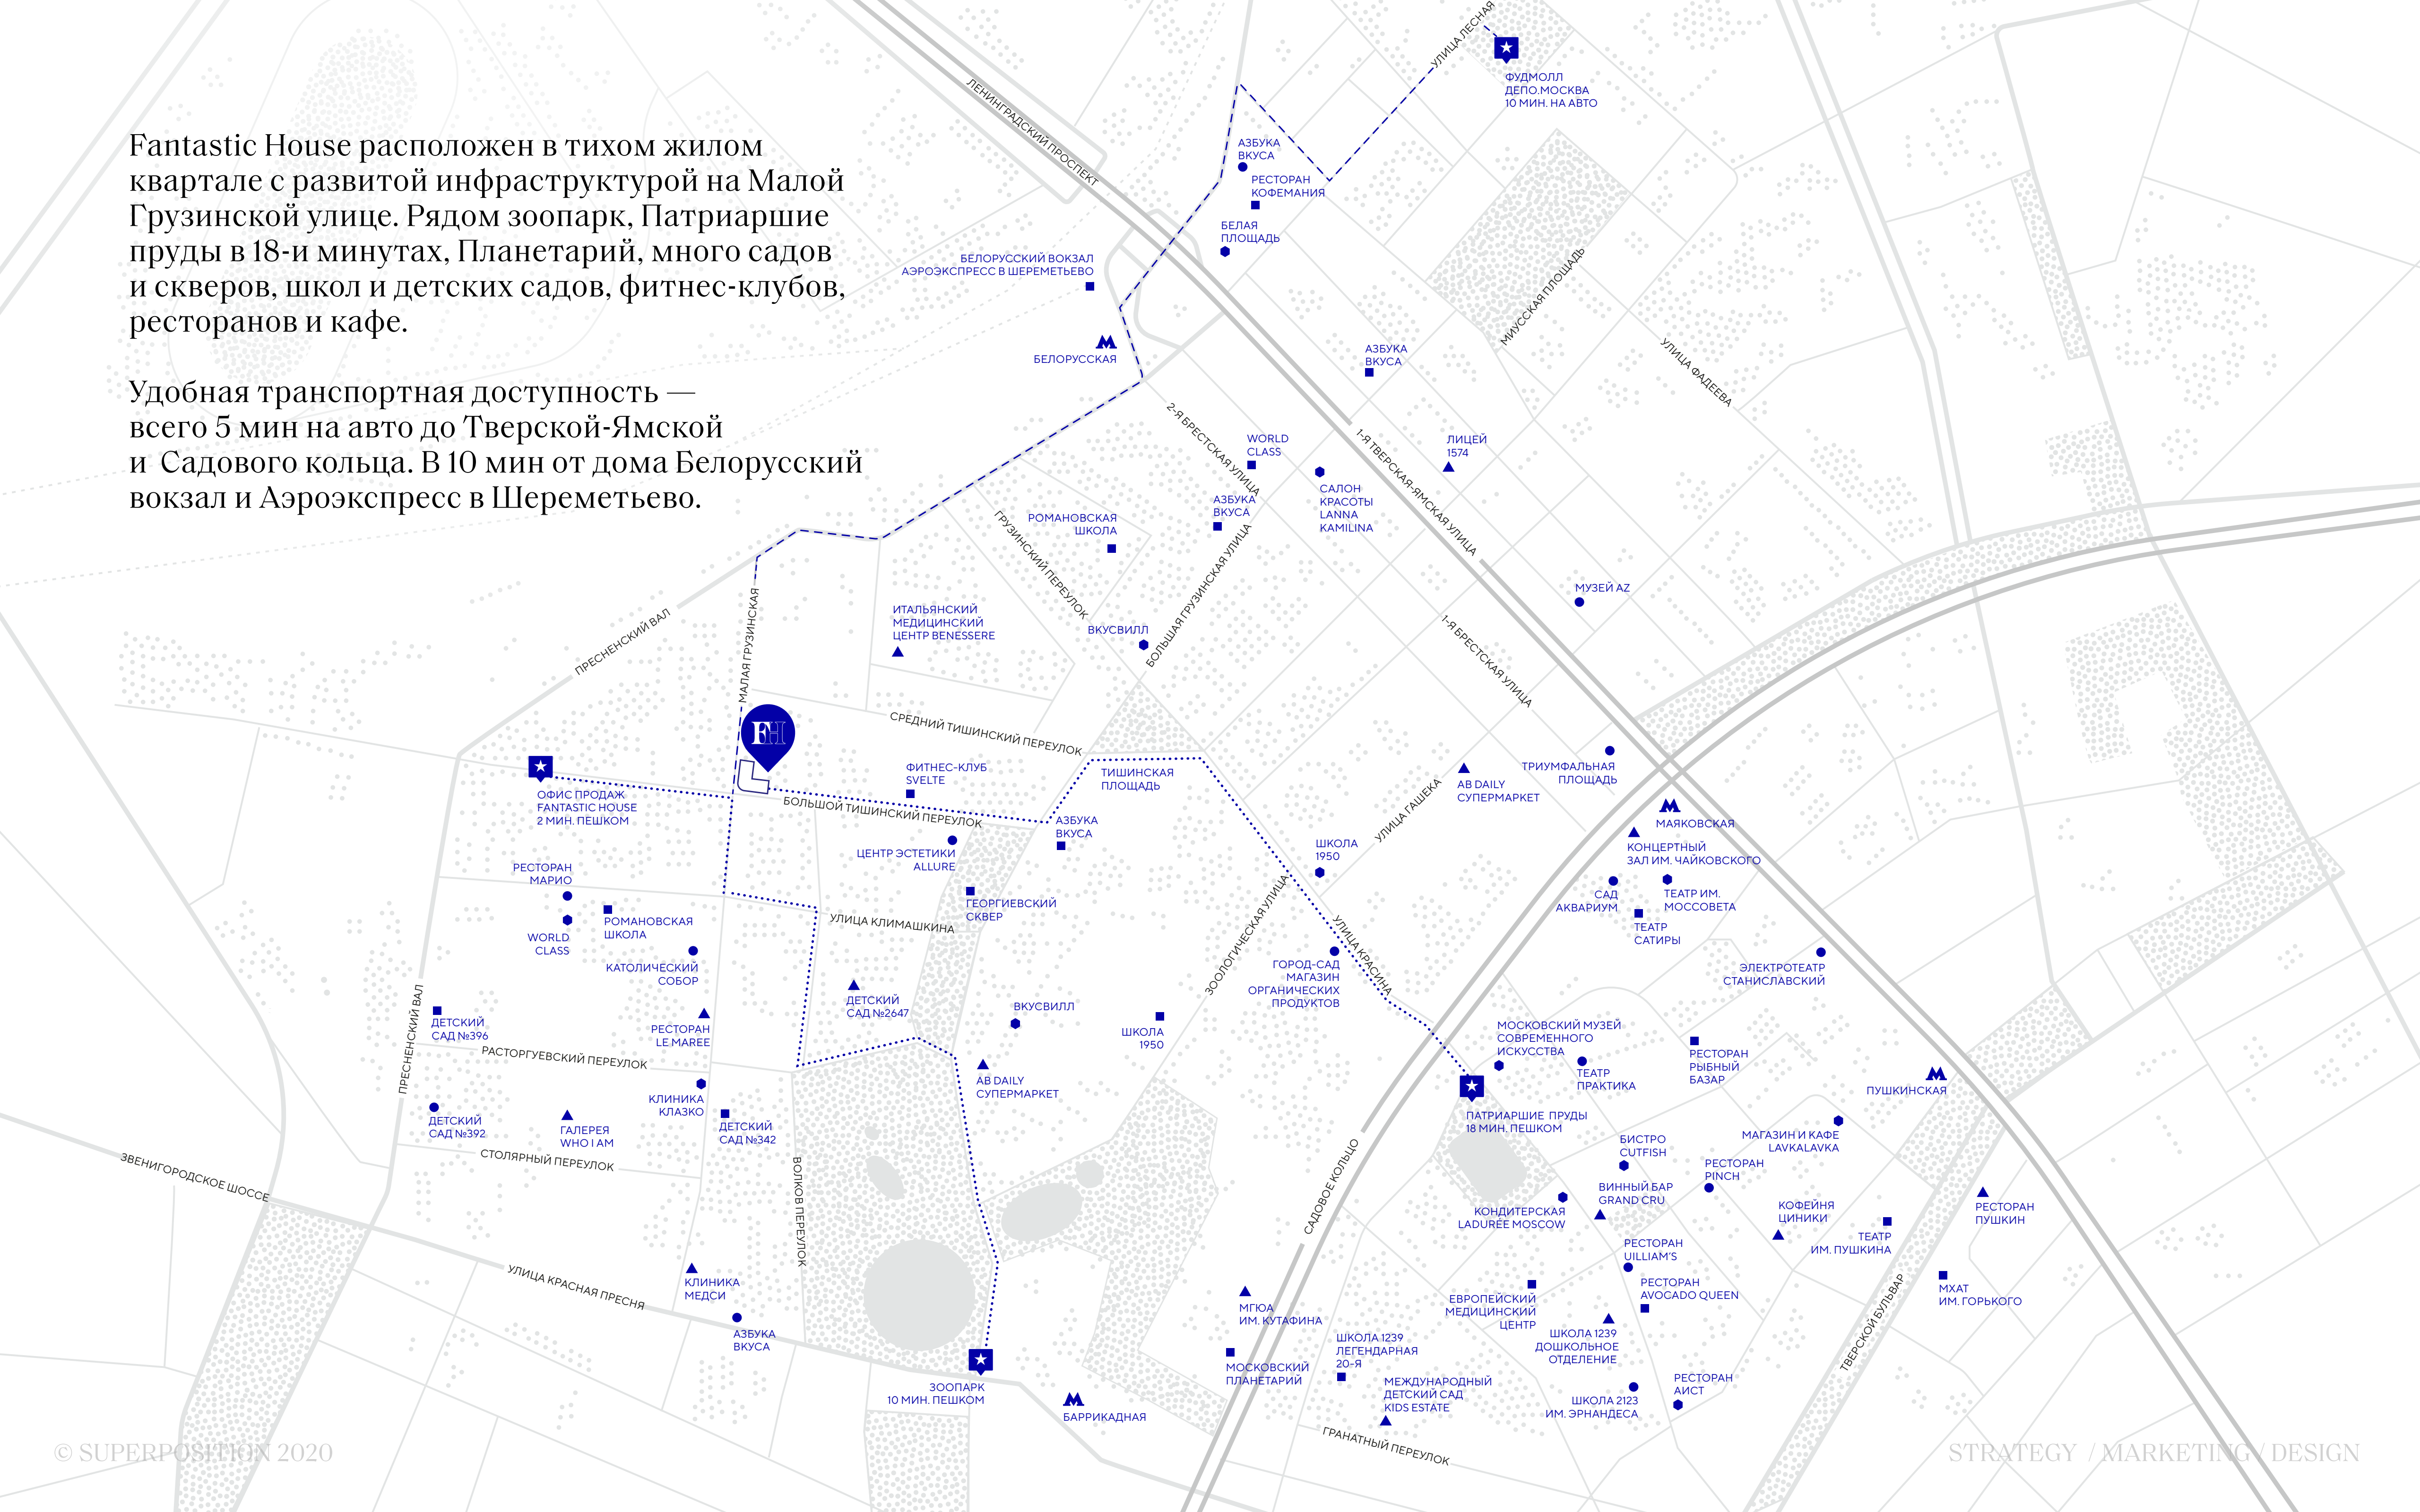 Fantastic House расположен в тихом жилом
квартале с развитой инфраструктурой на Малой
Грузинской улице. Рядом зоопарк, Патриаршие
пруды в 18-и минутах, Планетарий, много садов
и скверов, школ и детских садов, фитнес-клубов,
ресторанов и кафе.
Удобная транспортная доступность —
всего 5 мин на авто до Тверской-Ямской
и Садового кольца. В 10 мин от дома Белорусский
вокзал и Аэроэкспресс в Шереметьево.
ЛЕНИНГРАДСКИЙ ПРОСПЕКТ
УЛИЦА ЛЕСНАЯ
ФУДМОЛЛ
ДЕПО.МОСКВА
10 МИН. НА АВТО
АЗБУКА
ВКУСА
РЕСТОРАН
КОФЕМАНИЯ
БЕЛАЯ
ПЛОЩАДЬ
БЕЛОРУССКИЙ ВОКЗАЛ
АЭРОЭКСПРЕСС В ШЕРЕМЕТЬЕВО
БЕЛОРУССКАЯ
МИУССКАЯ ПЛОЩАДЬ
УЛИЦА ФАДЕЕВА
АЗБУКА
ВКУСА
2-Я БРЕСТСКАЯ УЛИЦА
WORLD
CLASS
1-Я ТВЕРСКАЯ-ЯМСКАЯ УЛИЦА
ЛИЦЕЙ
1574
САЛОН
КРАСОТЫ
LANNA
KAMILINA
АЗБУКА
ВКУСА
РОМАНОВСКАЯ
ШКОЛА
ГРУЗИНСКИЙ ПЕРЕУЛОК
БОЛЬШАЯ ГРУЗИНСКАЯ УЛИЦА
МУЗЕЙ AZ
ИТАЛЬЯНСКИЙ
МЕДИЦИНСКИЙ
ЦЕНТР BENESSERE
ВКУСВИЛЛ
1-Я БРЕСТСКАЯ УЛИЦА
ПРЕСНЕНСКИЙ ВАЛ
МАЛАЯ ГРУЗИНСКАЯ
FH
СРЕДНИЙ ТИШИНСКИЙ ПЕРЕУЛОК
ОФИС ПРОДАЖ
FANTASTIC HOUSE
2 МИН. ПЕШКОМ
ФИТНЕС-КЛУБ
SVELTE
БОЛЬШОЙ ТИШИНСКИЙ ПЕРЕУЛОК
ТИШИНСКАЯ
ПЛОЩАДЬ
АЗБУКА
ВКУСА
УЛИЦА ГАШЕКА
AB DAILY
СУПЕРМАРКЕТ
ТРИУМФАЛЬНАЯ
ПЛОЩАДЬ
МАЯКОВСКАЯ
КОНЦЕРТНЫЙ
ЗАЛ ИМ. ЧАЙКОВСКОГО
ЦЕНТР ЭСТЕТИКИ
ALLURE
ШКОЛА
1950
РЕСТОРАН
МАРИО
САД
АКВАРИУМ
ТЕАТР ИМ.
МОССОВЕТА
ТЕАТР
САТИРЫ
ГЕОРГИЕВСКИЙ
СКВЕР
РОМАНОВСКАЯ
ШКОЛА
WORLD
CLASS
УЛИЦА КЛИМАШКИНА
ЗООЛОГИЧЕСКАЯ УЛИЦА
УЛИЦА КРАСИНА
КАТОЛИЧЕСКИЙ
СОБОР
ГОРОД-САД
МАГАЗИН
ОРГАНИЧЕСКИХ
ПРОДУКТОВ
ЭЛЕКТРОТЕАТР
СТАНИСЛАВСКИЙ
ПРЕСНЕНСКИЙ ВАЛ
ДЕТСКИЙ
САД №396
РЕСТОРАН
LE MAREE
ДЕТСКИЙ
САД №2647
ВКУСВИЛЛ
ШКОЛА
1950
МОСКОВСКИЙ МУЗЕЙ
СОВРЕМЕННОГО
ИСКУССТВА
ТЕАТР
ПРАКТИКА
РЕСТОРАН
РЫБНЫЙ
БАЗАР
РАСТОРГУЕВСКИЙ ПЕРЕУЛОК
AB DAILY
СУПЕРМАРКЕТ
ПУШКИНСКАЯ
ДЕТСКИЙ
САД №392
ГАЛЕРЕЯ
WHO I AM
КЛИНИКА
КЛАЗКО
ДЕТСКИЙ
САД №342
ПАТРИАРШИЕ ПРУДЫ
18 МИН. ПЕШКОМ
БИСТРО
CUTFISH
МАГАЗИН И КАФЕ
LAVKALAVKA
РЕСТОРАН
PINCH
ЗВЕНИГОРОДСКОЕ ШОССЕ
СТОЛЯРНЫЙ ПЕРЕУЛОК
ВОЛКОВ ПЕРЕУЛОК
САДОВОЕ КОЛЬЦО
КОНДИТЕРСКАЯ
LADURÉE MOSCOW
ВИННЫЙ БАР
GRAND CRU
КОФЕЙНЯ
ЦИНИКИ
ТЕАТР
ИМ. ПУШКИНА
РЕСТОРАН
ПУШКИН
РЕСТОРАН
UILLIAM'S
РЕСТОРАН
AVOCADO QUEEN
МХАТ
ИМ. ГОРЬКОГО
УЛИЦА КРАСНАЯ ПРЕСНЯ
КЛИНИКА
МЕДСИ
АЗБУКА
ВКУСА
МГЮА
ИМ. КУТАФИНА
ЕВРОПЕЙСКИЙ
МЕДИЦИНСКИЙ
ЦЕНТР
ШКОЛА 1239
ДОШКОЛЬНОЕ
ОТДЕЛЕНИЕ
ШКОЛА 1239
ЛЕГЕНДАРНАЯ
20-Я
МОСКОВСКИЙ
ПЛАНЕТАРИЙ
ТВЕРСКОЙ БУЛЬВАР
ЗООПАРК
10 МИН. ПЕШКОМ
БАРРИКАДНАЯ
МЕЖДУНАРОДНЫЙ
ДЕТСКИЙ САД
KIDS ESTATE
РЕСТОРАН
АИСТ
ШКОЛА 2123
ИМ. ЭРНАНДЕСА
ГРАНАТНЫЙ ПЕРЕУЛОК
© SUPERPOSITION 2020
STRATEGY / MARKETING / DESIGN